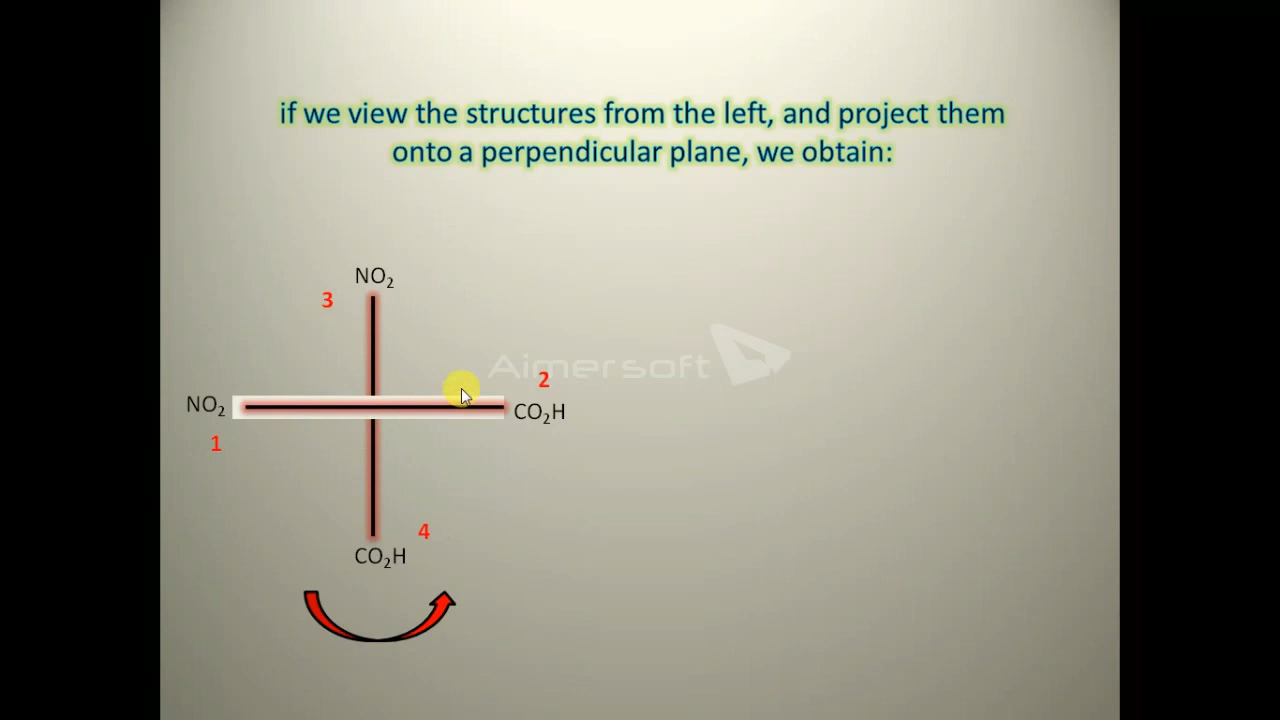 if we view the structures from the left, and project them
onto a perpendicular plane, we obtain:
NO₂
3
Aimersoft
2
NO₂
CO₂H
1
4
CO₂H